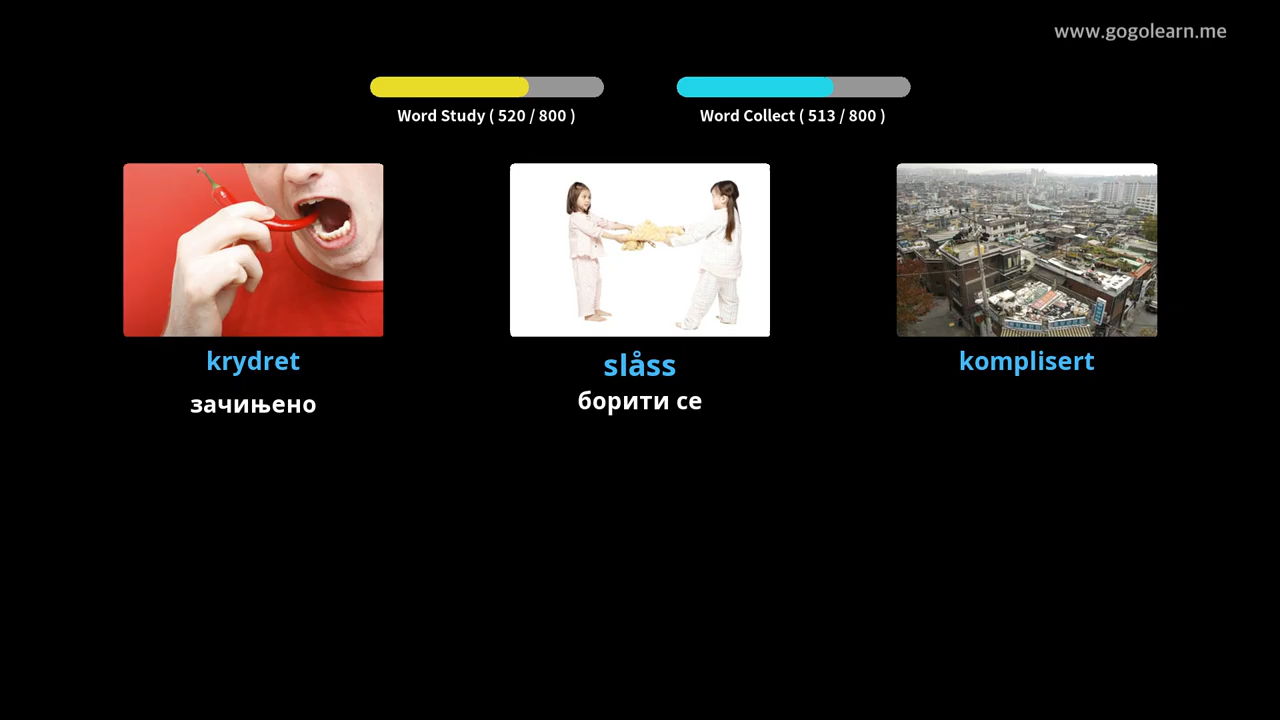 www.gogolearn.me
Word Study ( 520 / 800 )
Word Collect ( 513 / 800 )
krydret
slåss
komplisert
зачињено
борити се